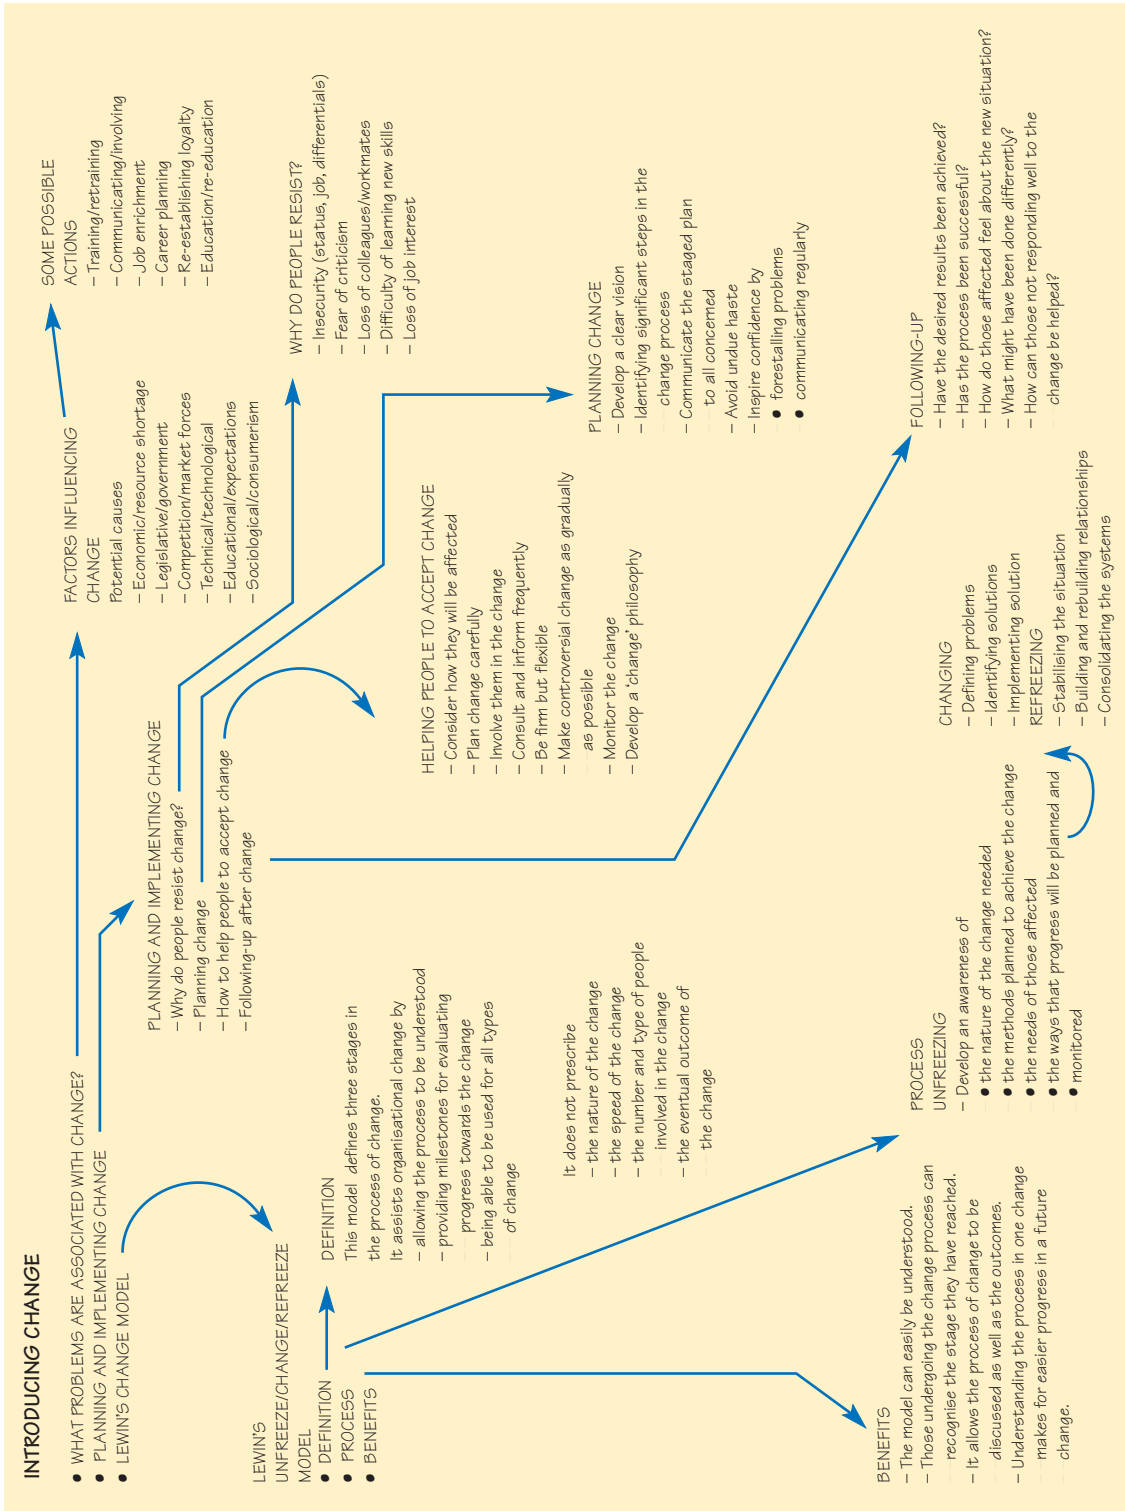 INTRODUCING CHANGE
● WHAT PROBLEMS ARE ASSOCIATED WITH CHANGE?
● PLANNING AND IMPLEMENTING CHANGE
● LEWIN'S CHANGE MODEL
FACTORS INFLUENCING
CHANGE
Potential causes
– Economic/resource shortage
– Legislative/government
– Competition/market forces
– Technical/technological
– Educational/expectations
– Sociological/consumerism
SOME POSSIBLE
ACTIONS
– Training/retraining
– Communicating/involving
– Job enrichment
– Career planning
– Re-establishing loyalty
– Education/re-education
PLANNING AND IMPLEMENTING CHANGE
– Why do people resist change?
– Planning change
– How to help people to accept change
– Following-up after change
WHY DO PEOPLE RESIST?
– Insecurity (status, job, differentials)
– Fear of criticism
– Loss of colleagues/workmates
– Difficulty of learning new skills
– Loss of job interest
LEWIN'S
UNFREEZE/CHANGE/REFREEZE
MODEL
● DEFINITION
● PROCESS
● BENEFITS
DEFINITION
This model defines three stages in
the process of change.
It assists organisational change by
– allowing the process to be understood
– providing milestones for evaluating
progress towards the change
– being able to be used for all types
of change
It does not prescribe
– the nature of the change
– the speed of the change
– the number and type of people
involved in the change
– the eventual outcome of
the change
HELPING PEOPLE TO ACCEPT CHANGE
– Consider how they will be affected
– Plan change carefully
– Involve them in the change
– Consult and inform frequently
– Be firm but flexible
– Make controversial change as gradually
as possible
– Monitor the change
– Develop a 'change' philosophy
PLANNING CHANGE
– Develop a clear vision
– Identifying significant steps in the
change process
– Communicate the staged plan
to all concerned
– Avoid undue haste
– Inspire confidence by
● forestalling problems
● communicating regularly
BENEFITS
– The model can easily be understood.
– Those undergoing the change process can
recognise the stage they have reached.
– It allows the process of change to be
discussed as well as the outcomes.
– Understanding the process in one change
makes for easier progress in a future
change.
PROCESS
UNFREEZING
– Develop an awareness of
● the nature of the change needed
● the methods planned to achieve the change
● the needs of those affected
● the ways that progress will be planned and
● monitored
CHANGING
– Defining problems
– Identifying solutions
– Implementing solution
REFREEZING
– Stabilising the situation
– Building and rebuilding relationships
– Consolidating the systems
FOLLOWING-UP
– Have the desired results been achieved?
– Has the process been successful?
– How do those affected feel about the new situation?
– What might have been done differently?
– How can those not responding well to the
change be helped?